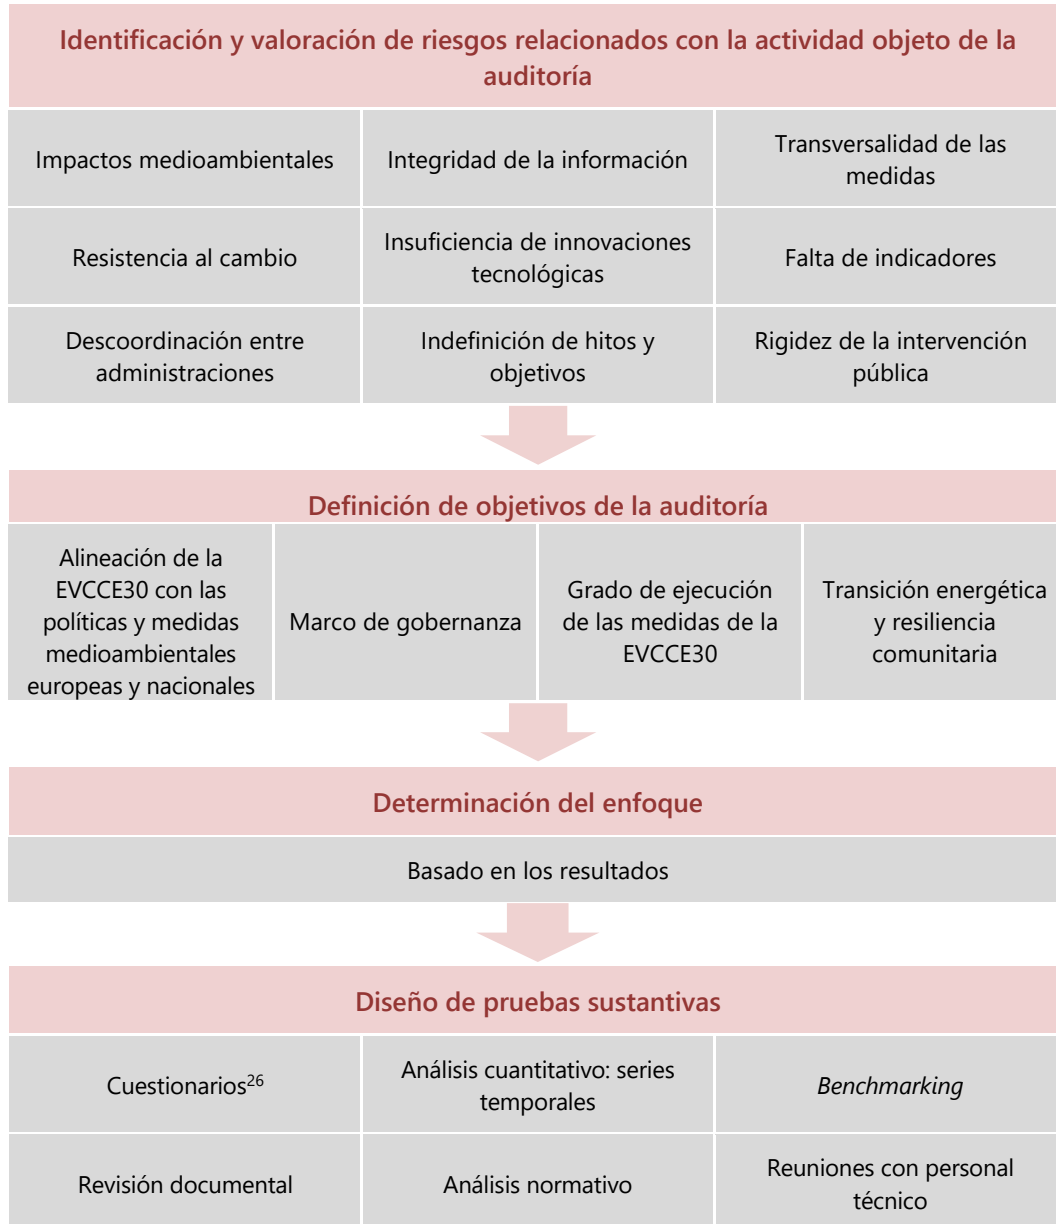 Identificación y valoración de riesgos relacionados con la actividad objeto de la
auditoría
Impactos medioambientales
Integridad de la información
Transversalidad de las
medidas
Resistencia al cambio
Insuficiencia de innovaciones
tecnológicas
Falta de indicadores
Descoordinación entre
administraciones
Indefinición de hitos y
objetivos
Rigidez de la intervención
pública
Definición de objetivos de la auditoría
Alineación de la
EVCCE30 con las
políticas y medidas
medioambientales
europeas y nacionales
Marco de gobernanza
Grado de ejecución
de las medidas de la
EVCCE30
Transición energética
y resiliencia
comunitaria
Determinación del enfoque
Basado en los resultados
Diseño de pruebas sustantivas
Cuestionarios26
Análisis cuantitativo: series
temporales
Benchmarking
Revisión documental
Análisis normativo
Reuniones con personal
técnico